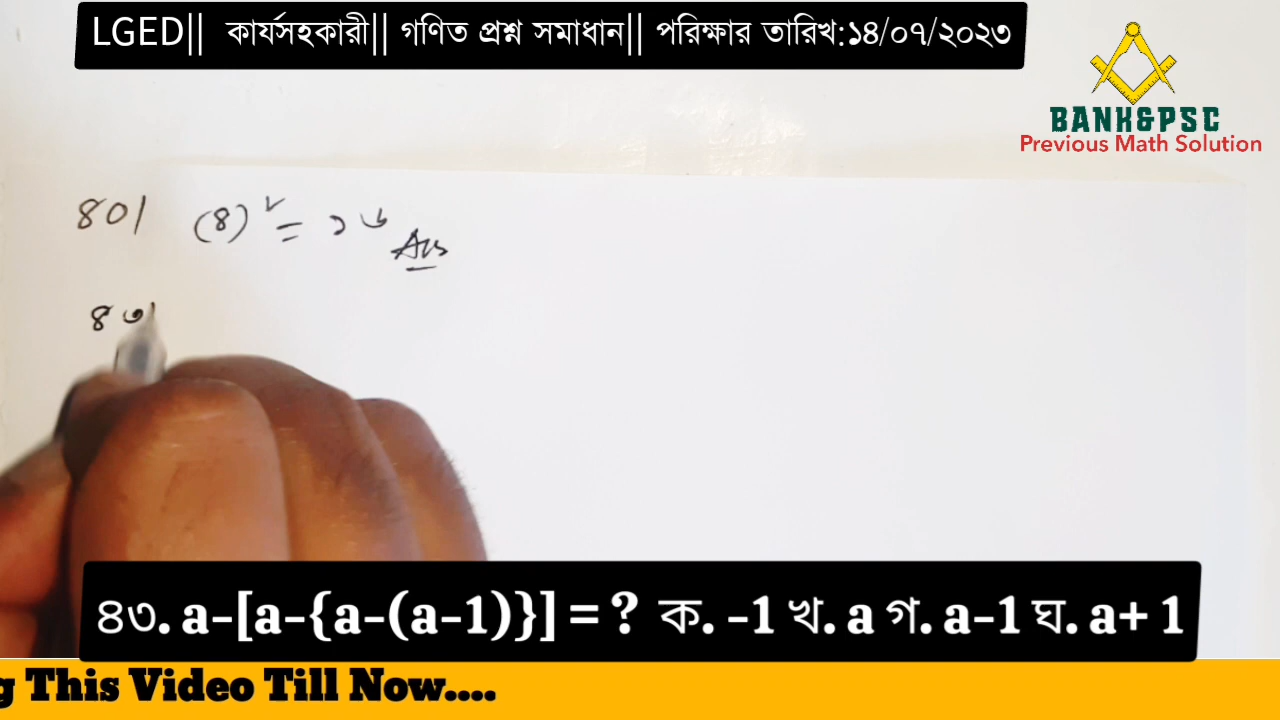 LGED|| কার্যসহকারী|| গণিত প্রশ্ন সমাধান|| পরিক্ষার তারিখ:১৪/০৭/২০২৩
BANK&PSC
Previous Math Solution
৪০। (৪)² = ১৬ Ans
৪৩।
৪৩. a-[a-{a-(a-1)}] = ? ক. -1 খ. a গ. a-1 ঘ. a+ 1
g This Video Till Now....